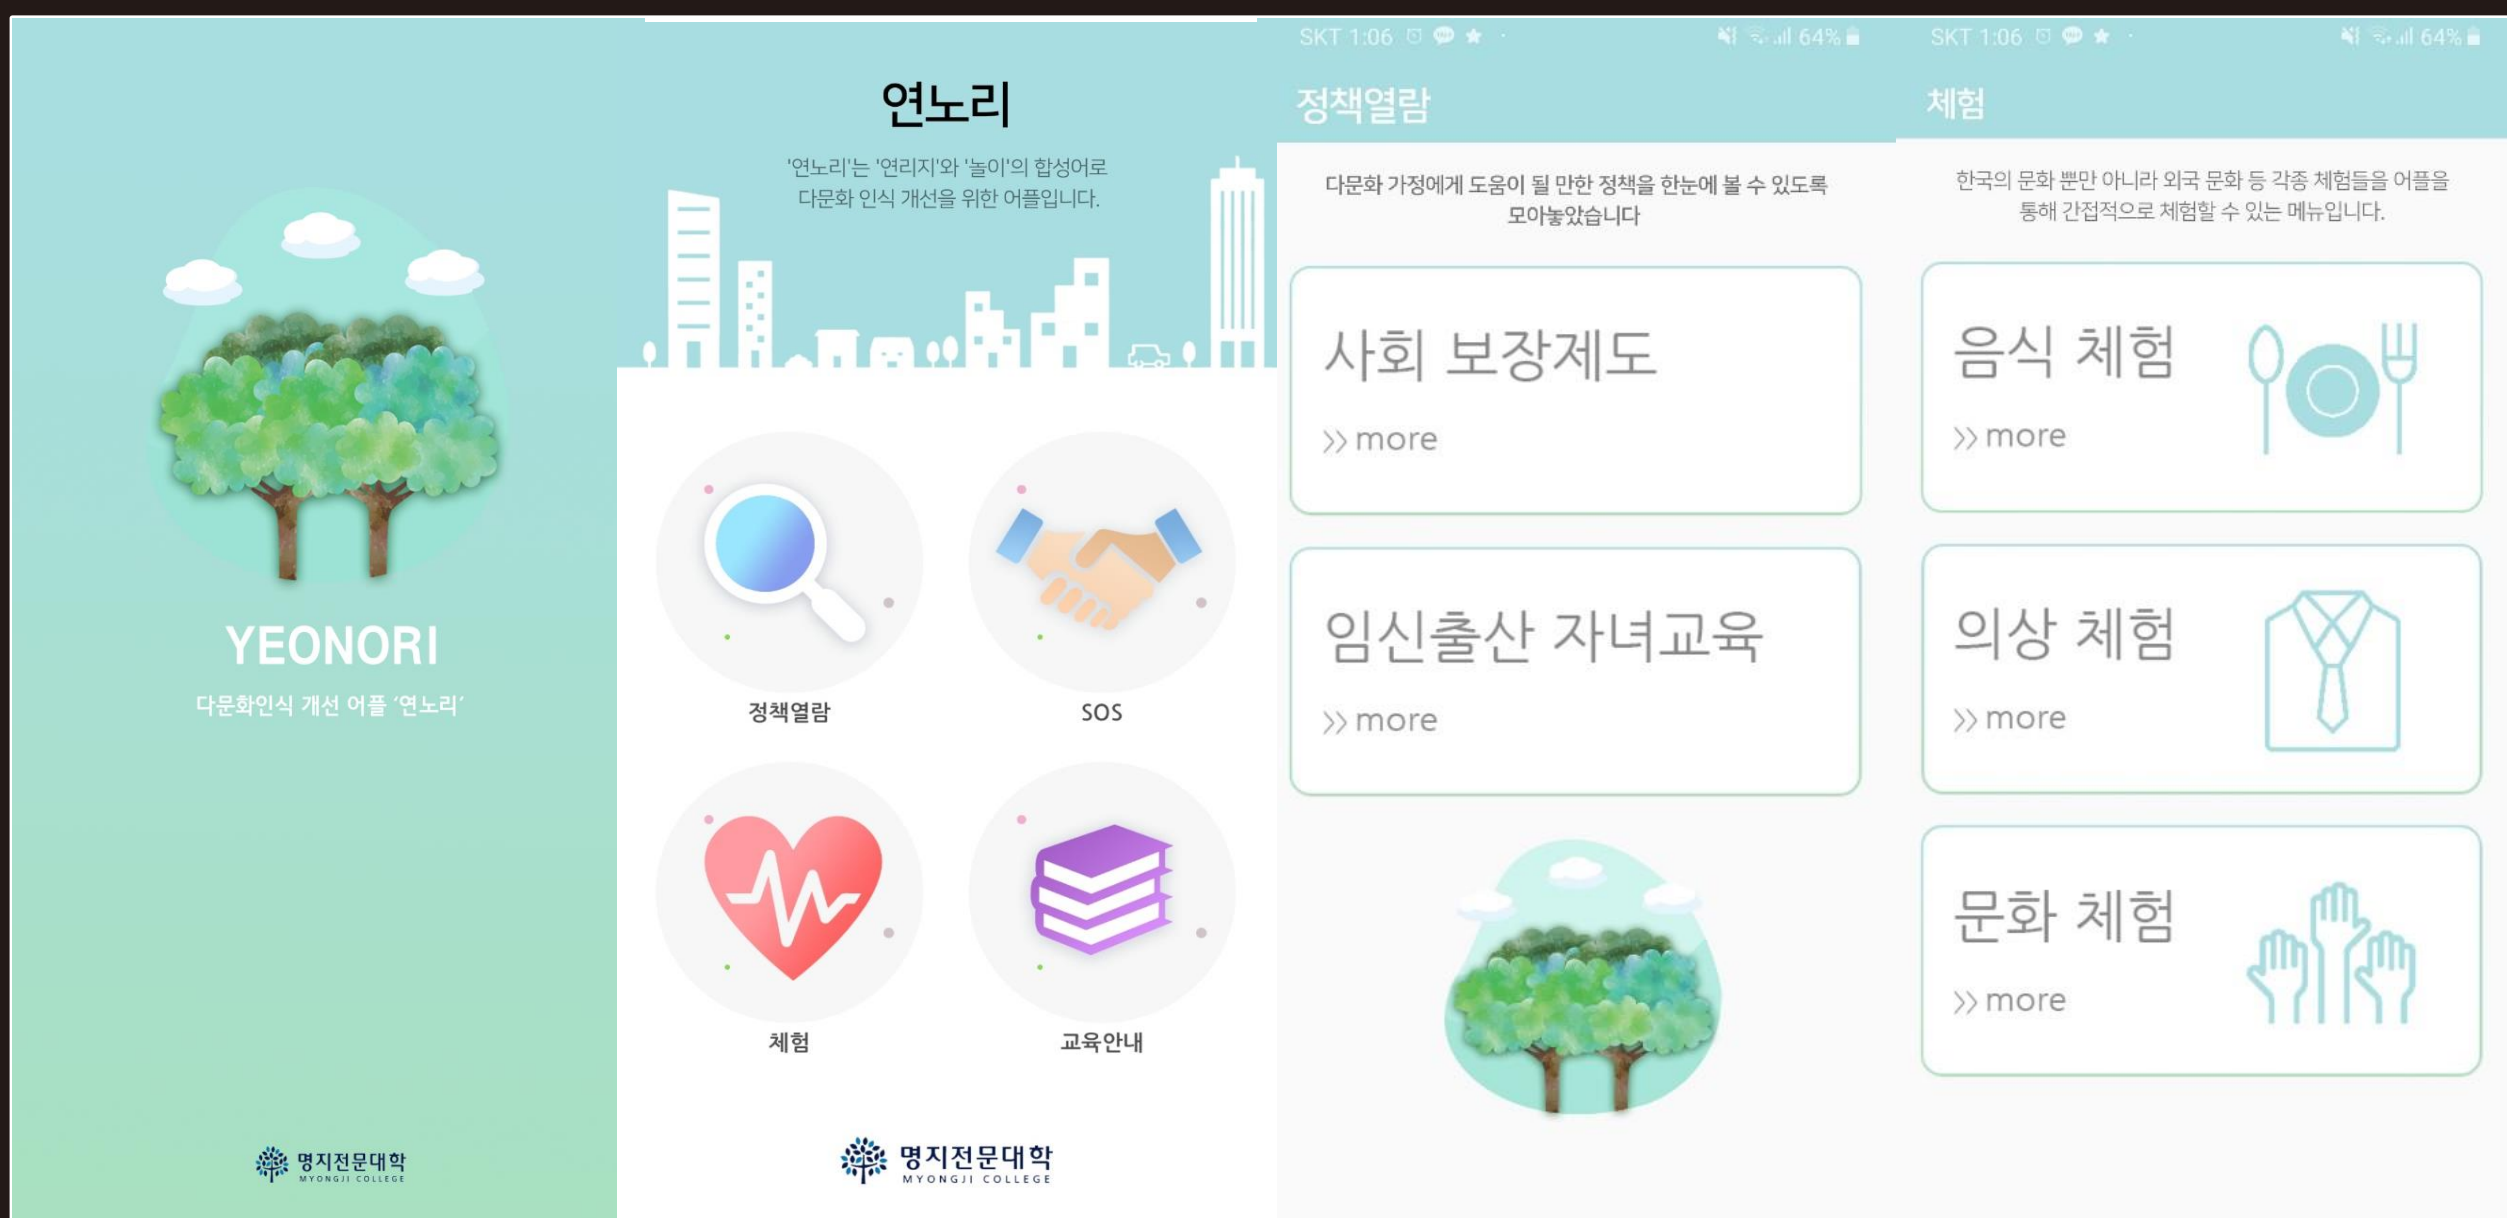 YEONORI
다문화인식 개선 어플 ‘연노리’
명지전문대학
MYONGJI COLLEGE
연노리
'연노리'는 '연리지'와 '놀이'의 합성어로
다문화 인식 개선을 위한 어플입니다.
정책열람
SOS
체험
교육안내
명지전문대학
MYONGJI COLLEGE
SKT 1:06
64%
정책열람
다문화 가정에게 도움이 될 만한 정책을 한눈에 볼 수 있도록
모아놓았습니다
사회 보장제도
>> more
임신출산 자녀교육
>> more
SKT 1:06
64%
체험
한국의 문화 뿐만 아니라 외국 문화 등 각종 체험들을 어플을
통해 간접적으로 체험할 수 있는 메뉴입니다.
음식 체험
>> more
의상 체험
>> more
문화 체험
>> more